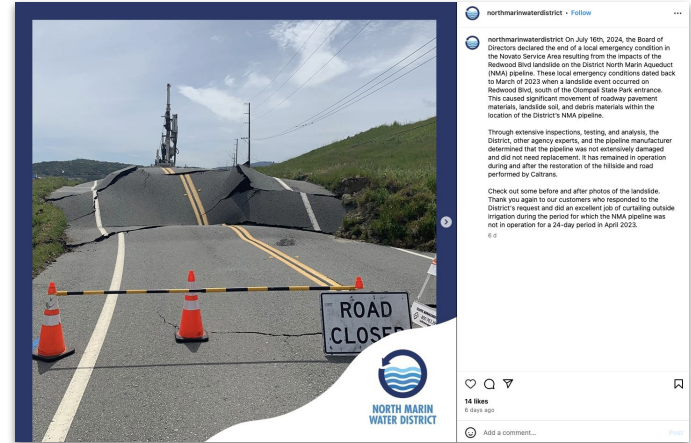 northmarinwaterdistrict • Follow
northmarinwaterdistrict On July 16th, 2024, the Board of
Directors declared the end of a local emergency condition in
the Novato Service Area resulting from the impacts of the
Redwood Blvd landslide on the District North Marin Aqueduct
(NMA) pipeline. These local emergency conditions dated back
to March of 2023 when a landslide event occurred on
Redwood Blvd, south of the Olompali State Park entrance.
This caused significant movement of roadway pavement
materials, landslide soil, and debris materials within the
location of the District's NMA pipeline.
Through extensive inspections, testing, and analysis, the
District, other agency experts, and the pipeline manufacturer
determined that the pipeline was not extensively damaged
and did not need replacement. It has remained in operation
during and after the restoration of the hillside and road
performed by Caltrans.
Check out some before and after photos of the landslide.
Thank you again to our customers who responded to the
District's request and did an excellent job of curtailing outside
irrigation during the period for which the NMA pipeline was
not in operation for a 24-day period in April 2023.
6 d
ROAD
CLOSED
NORTH MARIN
WATER DISTRICT
14 likes
6 days ago
Add a comment...
Post